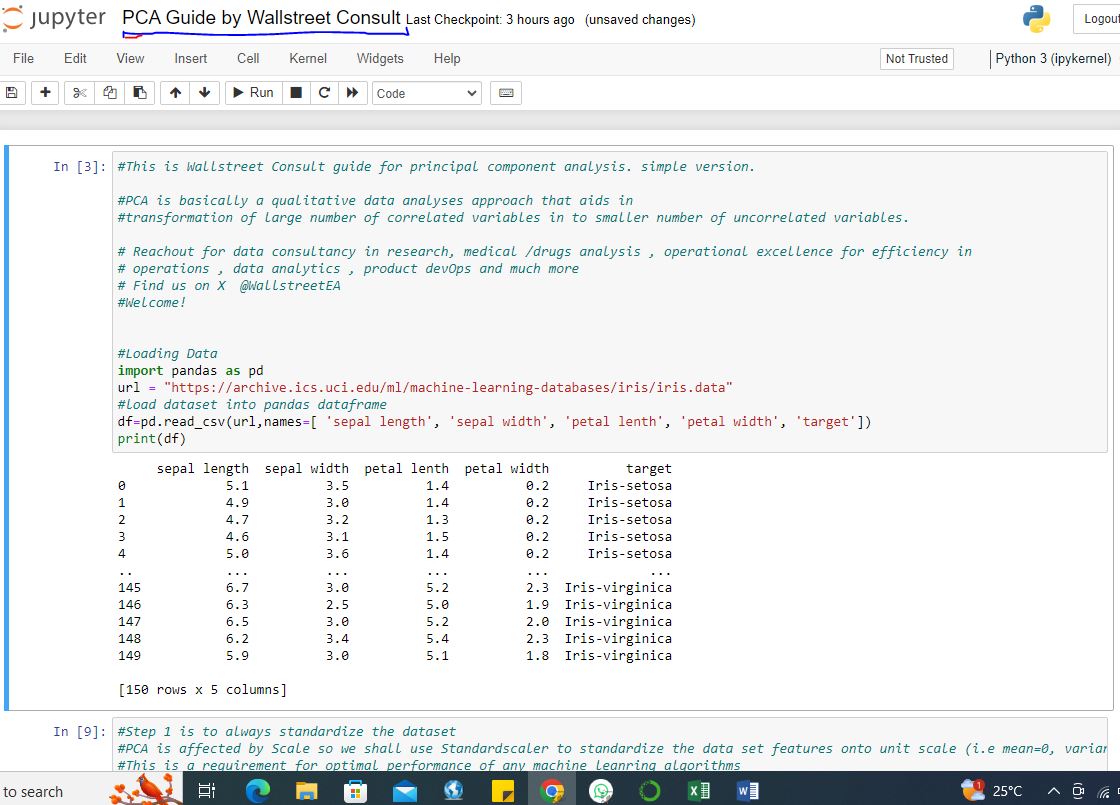 jupyter PCA Guide by Wallstreet Consult Last Checkpoint: 3 hours ago (unsaved changes) Logout
File Edit View Insert Cell Kernel Widgets Help Not Trusted Python 3 (ipykernel)
Run Code
In [3]: #This is Wallstreet Consult guide for principal component analysis. simple version.
#PCA is basically a qualitative data analyses approach that aids in
#transformation of large number of correlated variables in to smaller number of uncorrelated variables.
# Reachout for data consultancy in research, medical /drugs analysis , operational excellence for efficiency in
# operations , data analytics , product devOps and much more
# Find us on X @WallstreetEA
#Welcome!
#Loading Data
import pandas as pd
url = "https://archive.ics.uci.edu/ml/machine-learning-databases/iris/iris.data"
#load dataset into pandas dataframe
df=pd.read_csv(url,names=[ 'sepal length', 'sepal width', 'petal lenth', 'petal width', 'target'])
print(df)
sepal length sepal width petal lenth petal width target
0 5.1 3.5 1.4 0.2 Iris-setosa
1 4.9 3.0 1.4 0.2 Iris-setosa
2 4.7 3.2 1.3 0.2 Iris-setosa
3 4.6 3.1 1.5 0.2 Iris-setosa
4 5.0 3.6 1.4 0.2 Iris-setosa
.. ... ... ... ... ...
145 6.7 3.0 5.2 2.3 Iris-virginica
146 6.3 2.5 5.0 1.9 Iris-virginica
147 6.5 3.0 5.2 2.0 Iris-virginica
148 6.2 3.4 5.4 2.3 Iris-virginica
149 5.9 3.0 5.1 1.8 Iris-virginica
[150 rows x 5 columns]
In [9]: #Step 1 is to always standardize the dataset
#PCA is affected by Scale so we shall use Standardscaler to standardize the data set features onto unit scale (i.e mean=0, varian
#This is a requirement for optimal performance of any machine leanring algorithms
to search 1 25°C